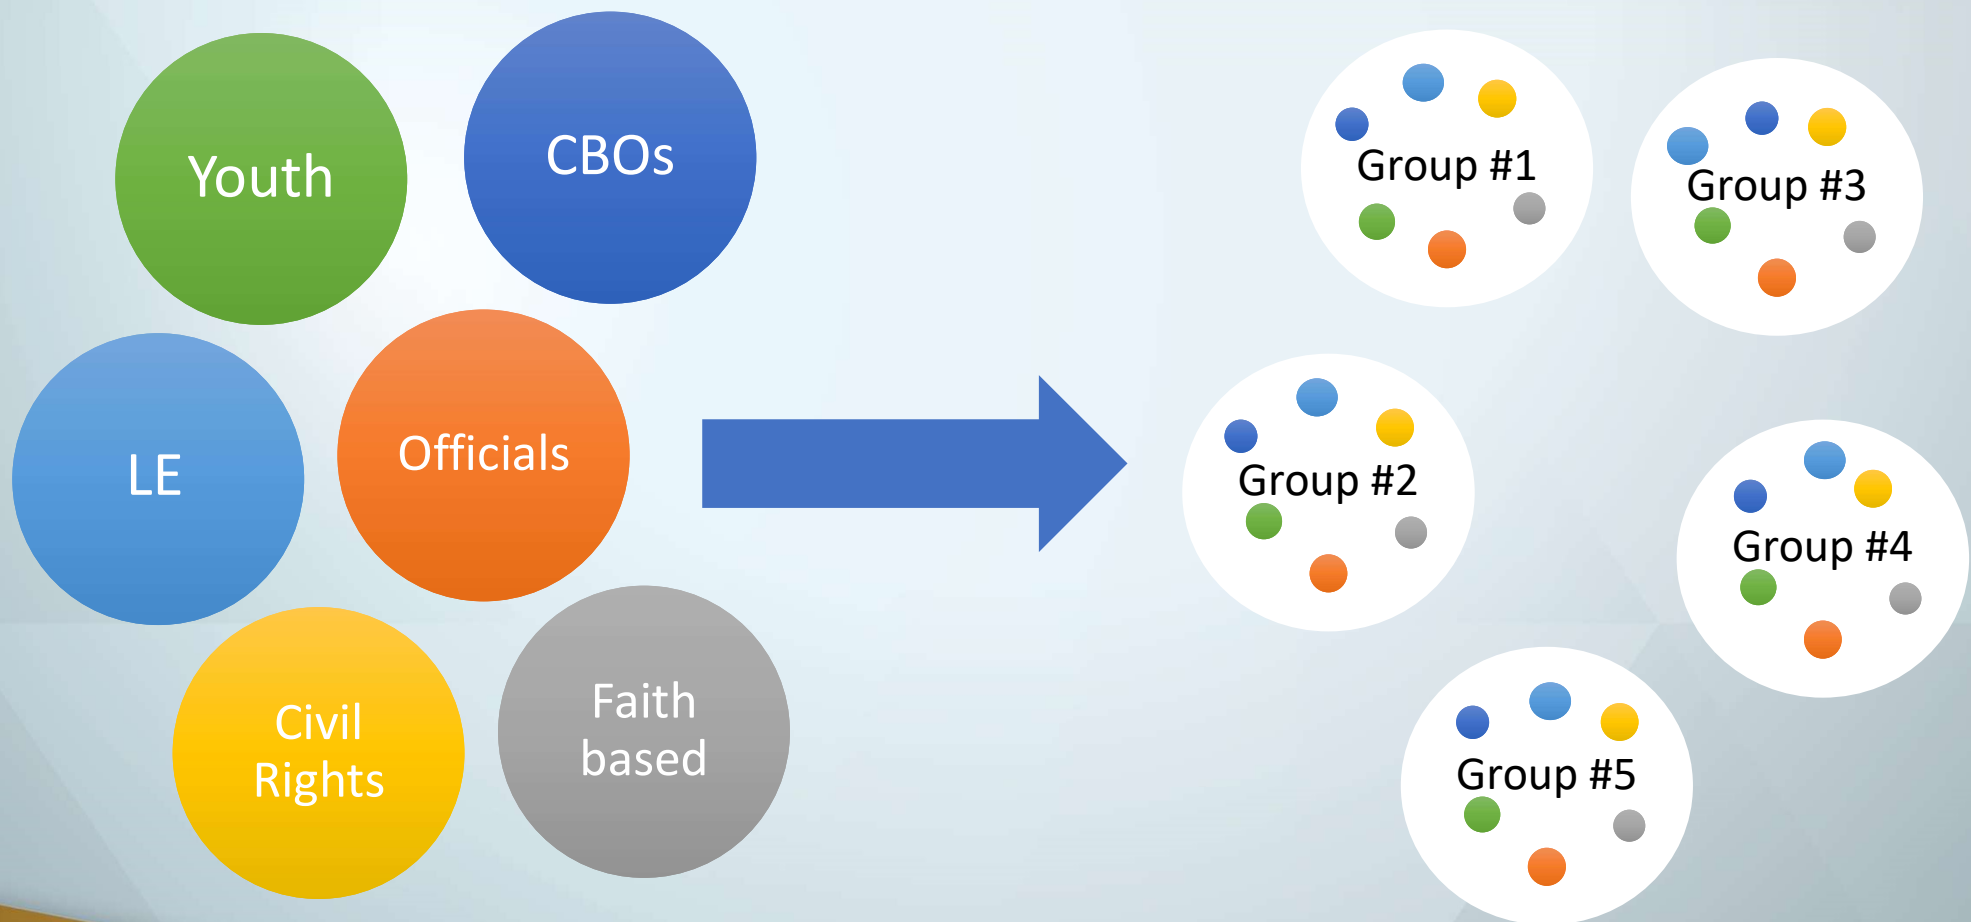 Youth
CBOs
LE
Officials
Civil
Rights
Faith
based
Group #1
Group #3
Group #2
Group #4
Group #5